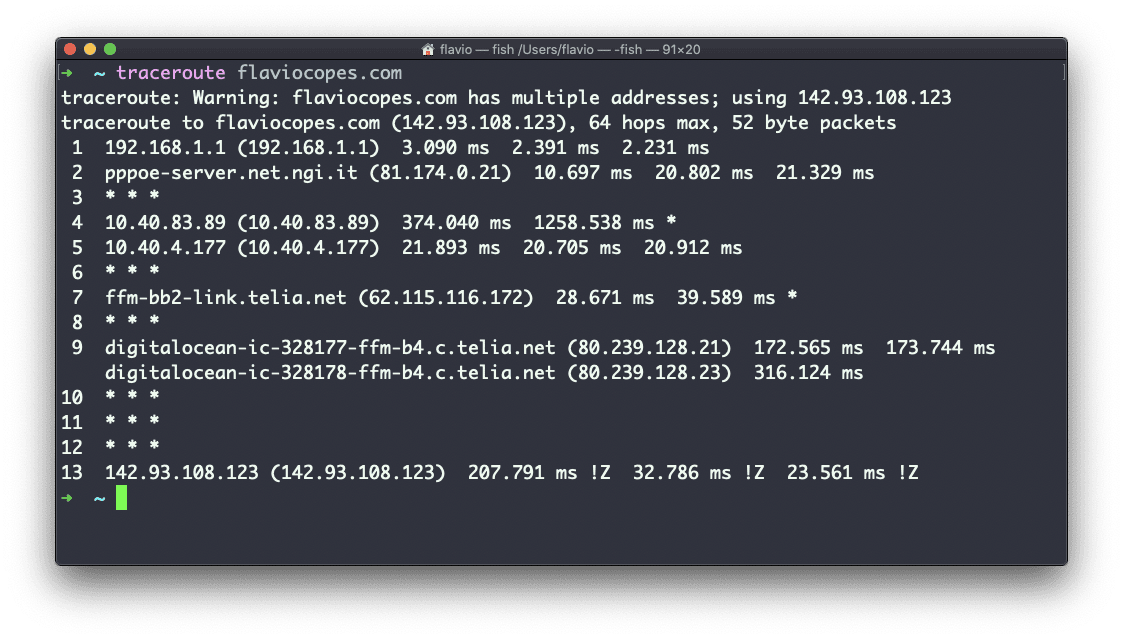 flavio — fish /Users/flavio — -fish — 91×20
[➜  ~ traceroute flaviocopes.com ]
traceroute: Warning: flaviocopes.com has multiple addresses; using 142.93.108.123
traceroute to flaviocopes.com (142.93.108.123), 64 hops max, 52 byte packets
 1  192.168.1.1 (192.168.1.1)  3.090 ms  2.391 ms  2.231 ms
 2  pppoe-server.net.ngi.it (81.174.0.21)  10.697 ms  20.802 ms  21.329 ms
 3  * * *
 4  10.40.83.89 (10.40.83.89)  374.040 ms  1258.538 ms *
 5  10.40.4.177 (10.40.4.177)  21.893 ms  20.705 ms  20.912 ms
 6  * * *
 7  ffm-bb2-link.telia.net (62.115.116.172)  28.671 ms  39.589 ms *
 8  * * *
 9  digitalocean-ic-328177-ffm-b4.c.telia.net (80.239.128.21)  172.565 ms  173.744 ms
    digitalocean-ic-328178-ffm-b4.c.telia.net (80.239.128.23)  316.124 ms
10  * * *
11  * * *
12  * * *
13  142.93.108.123 (142.93.108.123)  207.791 ms !Z  32.786 ms !Z  23.561 ms !Z
➜  ~